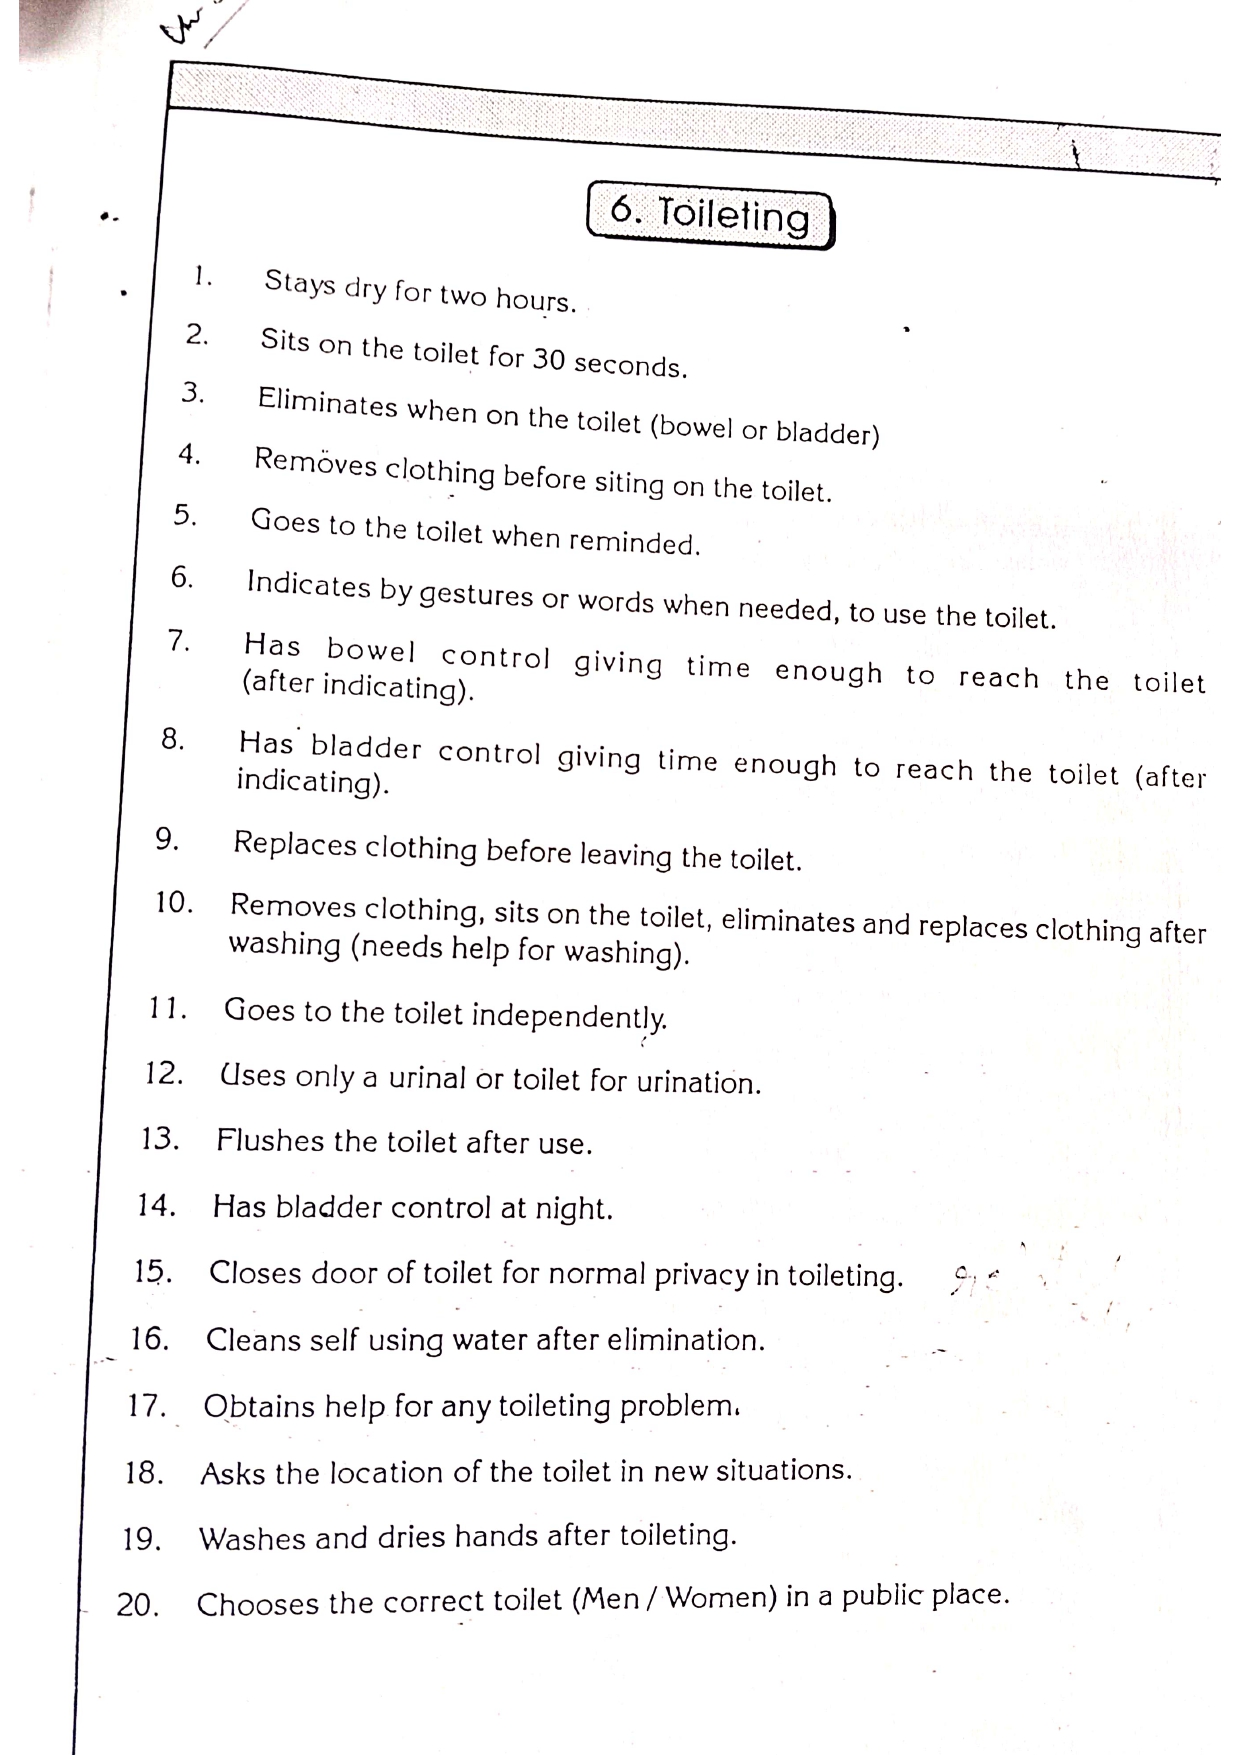 6. Toileting
1. Stays dry for two hours.
2. Sits on the toilet for 30 seconds.
3. Eliminates when on the toilet (bowel or bladder)
4. Removes clothing before siting on the toilet.
5. Goes to the toilet when reminded.
6. Indicates by gestures or words when needed, to use the toilet.
7. Has bowel control giving time enough to reach the toilet
(after indicating).
8. Has bladder control giving time enough to reach the toilet (after
indicating).
9. Replaces clothing before leaving the toilet.
10. Removes clothing, sits on the toilet, eliminates and replaces clothing after
washing (needs help for washing).
11. Goes to the toilet independently.
12. Uses only a urinal or toilet for urination.
13. Flushes the toilet after use.
14. Has bladder control at night.
15. Closes door of toilet for normal privacy in toileting.
16. Cleans self using water after elimination.
17. Obtains help for any toileting problem.
18. Asks the location of the toilet in new situations.
19. Washes and dries hands after toileting.
20. Chooses the correct toilet (Men / Women) in a public place.